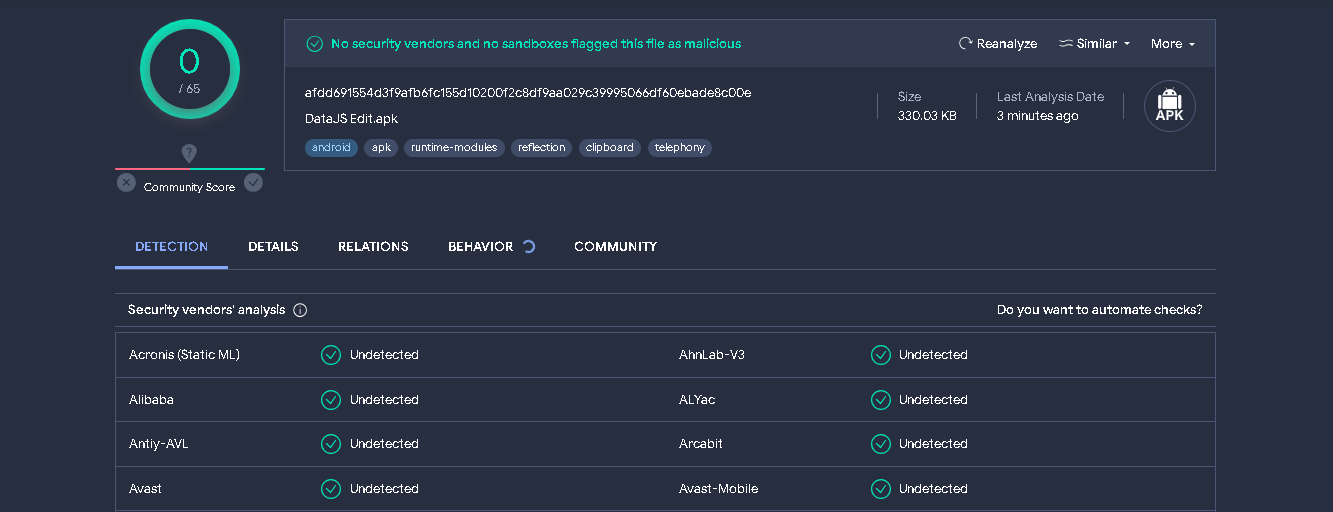 0
/ 65
?
Community Score
No security vendors and no sandboxes flagged this file as malicious
Reanalyze
Similar
More
afdd691554d3f9afb6fc155d10200f2c8df9aa029c39995066df60ebade8c00e
DataJS Edit.apk
android apk runtime-modules reflection clipboard telephony
Size
330.03 KB
Last Analysis Date
3 minutes ago
APK
DETECTION DETAILS RELATIONS BEHAVIOR COMMUNITY
Security vendors' analysis Do you want to automate checks?
Acronis (Static ML) Undetected AhnLab-V3 Undetected
Alibaba Undetected ALYac Undetected
Antiy-AVL Undetected Arcabit Undetected
Avast Undetected Avast-Mobile Undetected